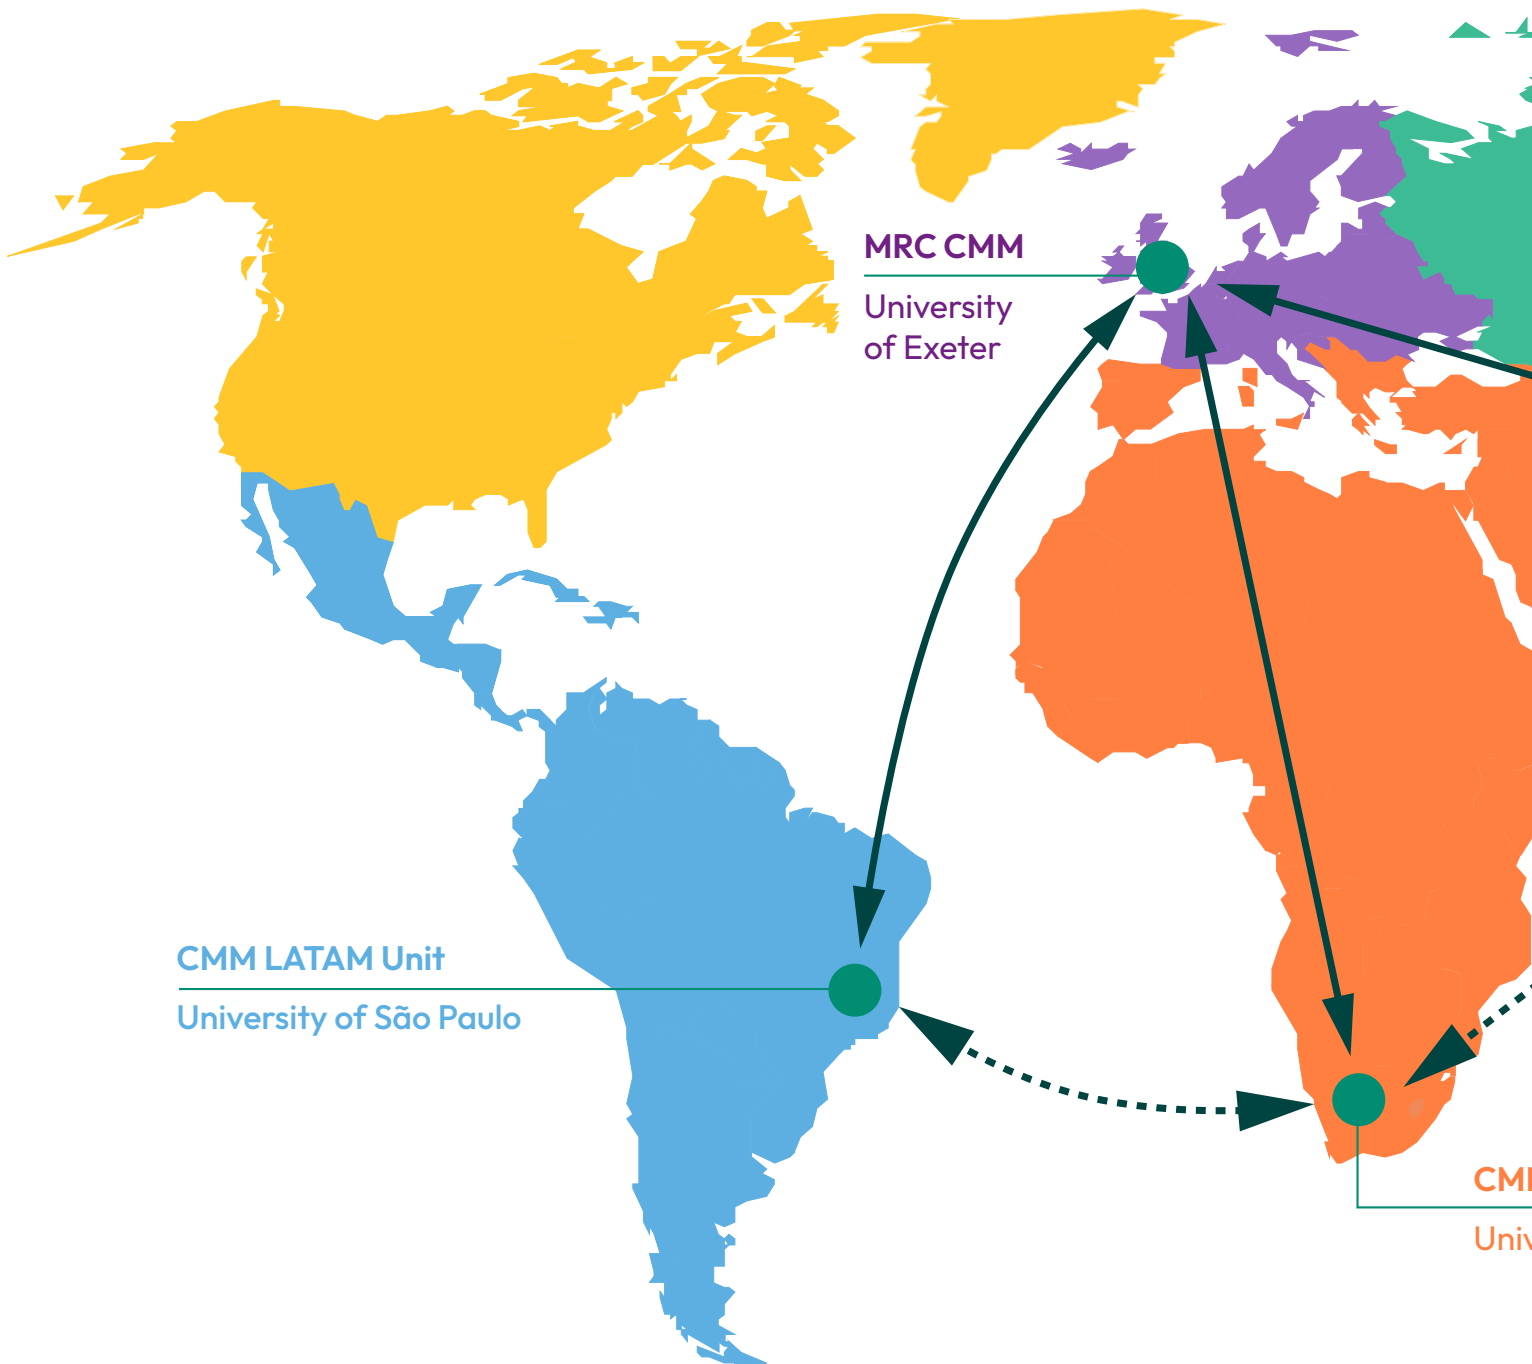 MRC CMM
University
of Exeter
CMM LATAM Unit
University of São Paulo